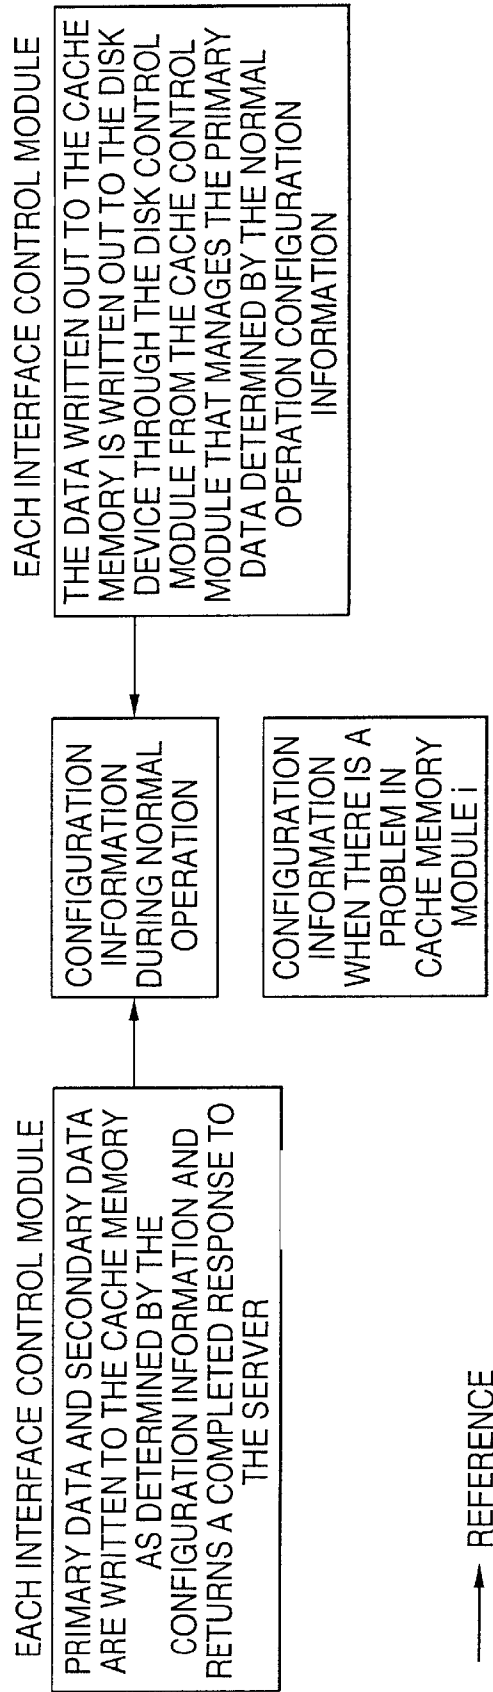 EACH INTERFACE CONTROL MODULE
PRIMARY DATA AND SECONDARY DATA
ARE WRITTEN TO THE CACHE MEMORY
AS DETERMINED BY THE
CONFIGURATION INFORMATION AND
RETURNS A COMPLETED RESPONSE TO
THE SERVER
CONFIGURATION
INFORMATION
DURING NORMAL
OPERATION
CONFIGURATION
INFORMATION
WHEN THERE IS A
PROBLEM IN
CACHE MEMORY
MODULE i
EACH INTERFACE CONTROL MODULE
THE DATA WRITTEN OUT TO THE CACHE
MEMORY IS WRITTEN OUT TO THE DISK
DEVICE THROUGH THE DISK CONTROL
MODULE FROM THE CACHE CONTROL
MODULE THAT MANAGES THE PRIMARY
DATA DETERMINED BY THE NORMAL
OPERATION CONFIGURATION
INFORMATION
REFERENCE